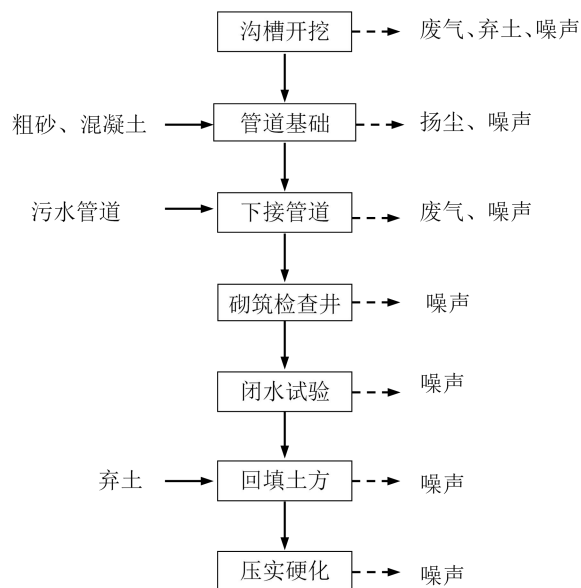 沟槽开挖
废气、弃土、噪声
粗砂、混凝土
管道基础
扬尘、噪声
污水管道
下接管道
废气、噪声
砌筑检查井
噪声
闭水试验
噪声
弃土
回填土方
噪声
压实硬化
噪声